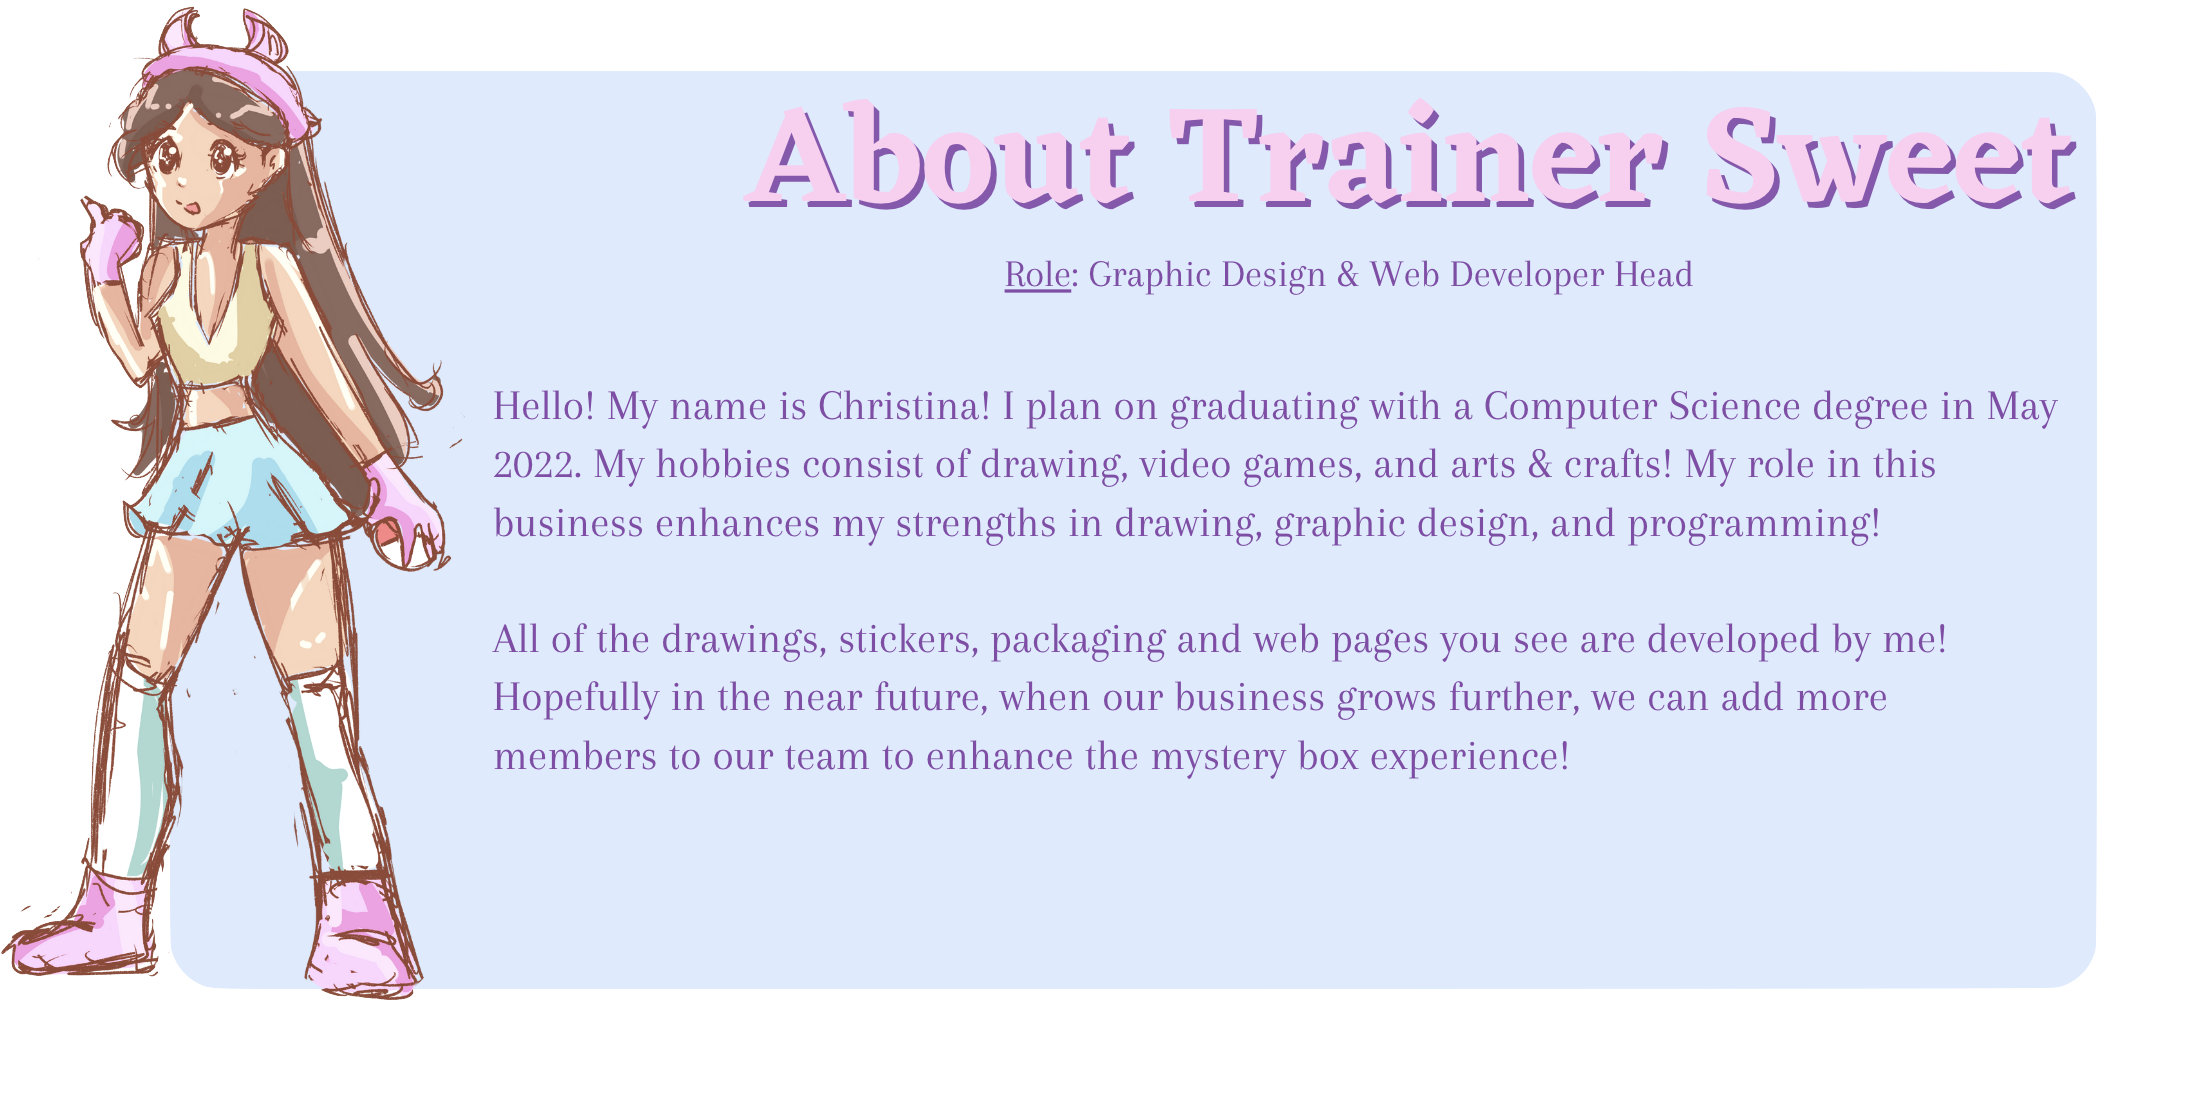 About Trainer Sweet
Role: Graphic Design & Web Developer Head
Hello! My name is Christina! I plan on graduating with a Computer Science degree in May
2022. My hobbies consist of drawing, video games, and arts & crafts! My role in this
business enhances my strengths in drawing, graphic design, and programming!
All of the drawings, stickers, packaging and web pages you see are developed by me!
Hopefully in the near future, when our business grows further, we can add more
members to our team to enhance the mystery box experience!